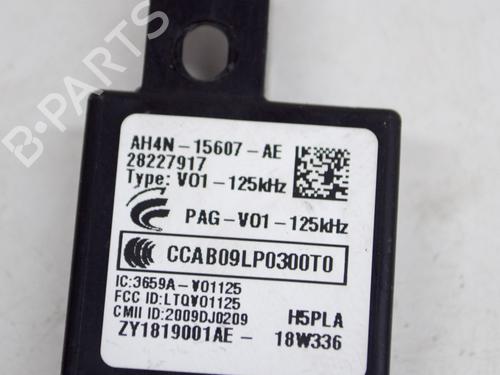 AH4N-15607-AE
28227917
Type: V01-125kHz
PAG-V01-125kHz
CCAB09LP0300T0
IC:3659A-V01125
FCC ID:LTQV01125
CMII ID:2009DJ0209
H5PLA
ZY1819001AE-
18W336
B-PARTS